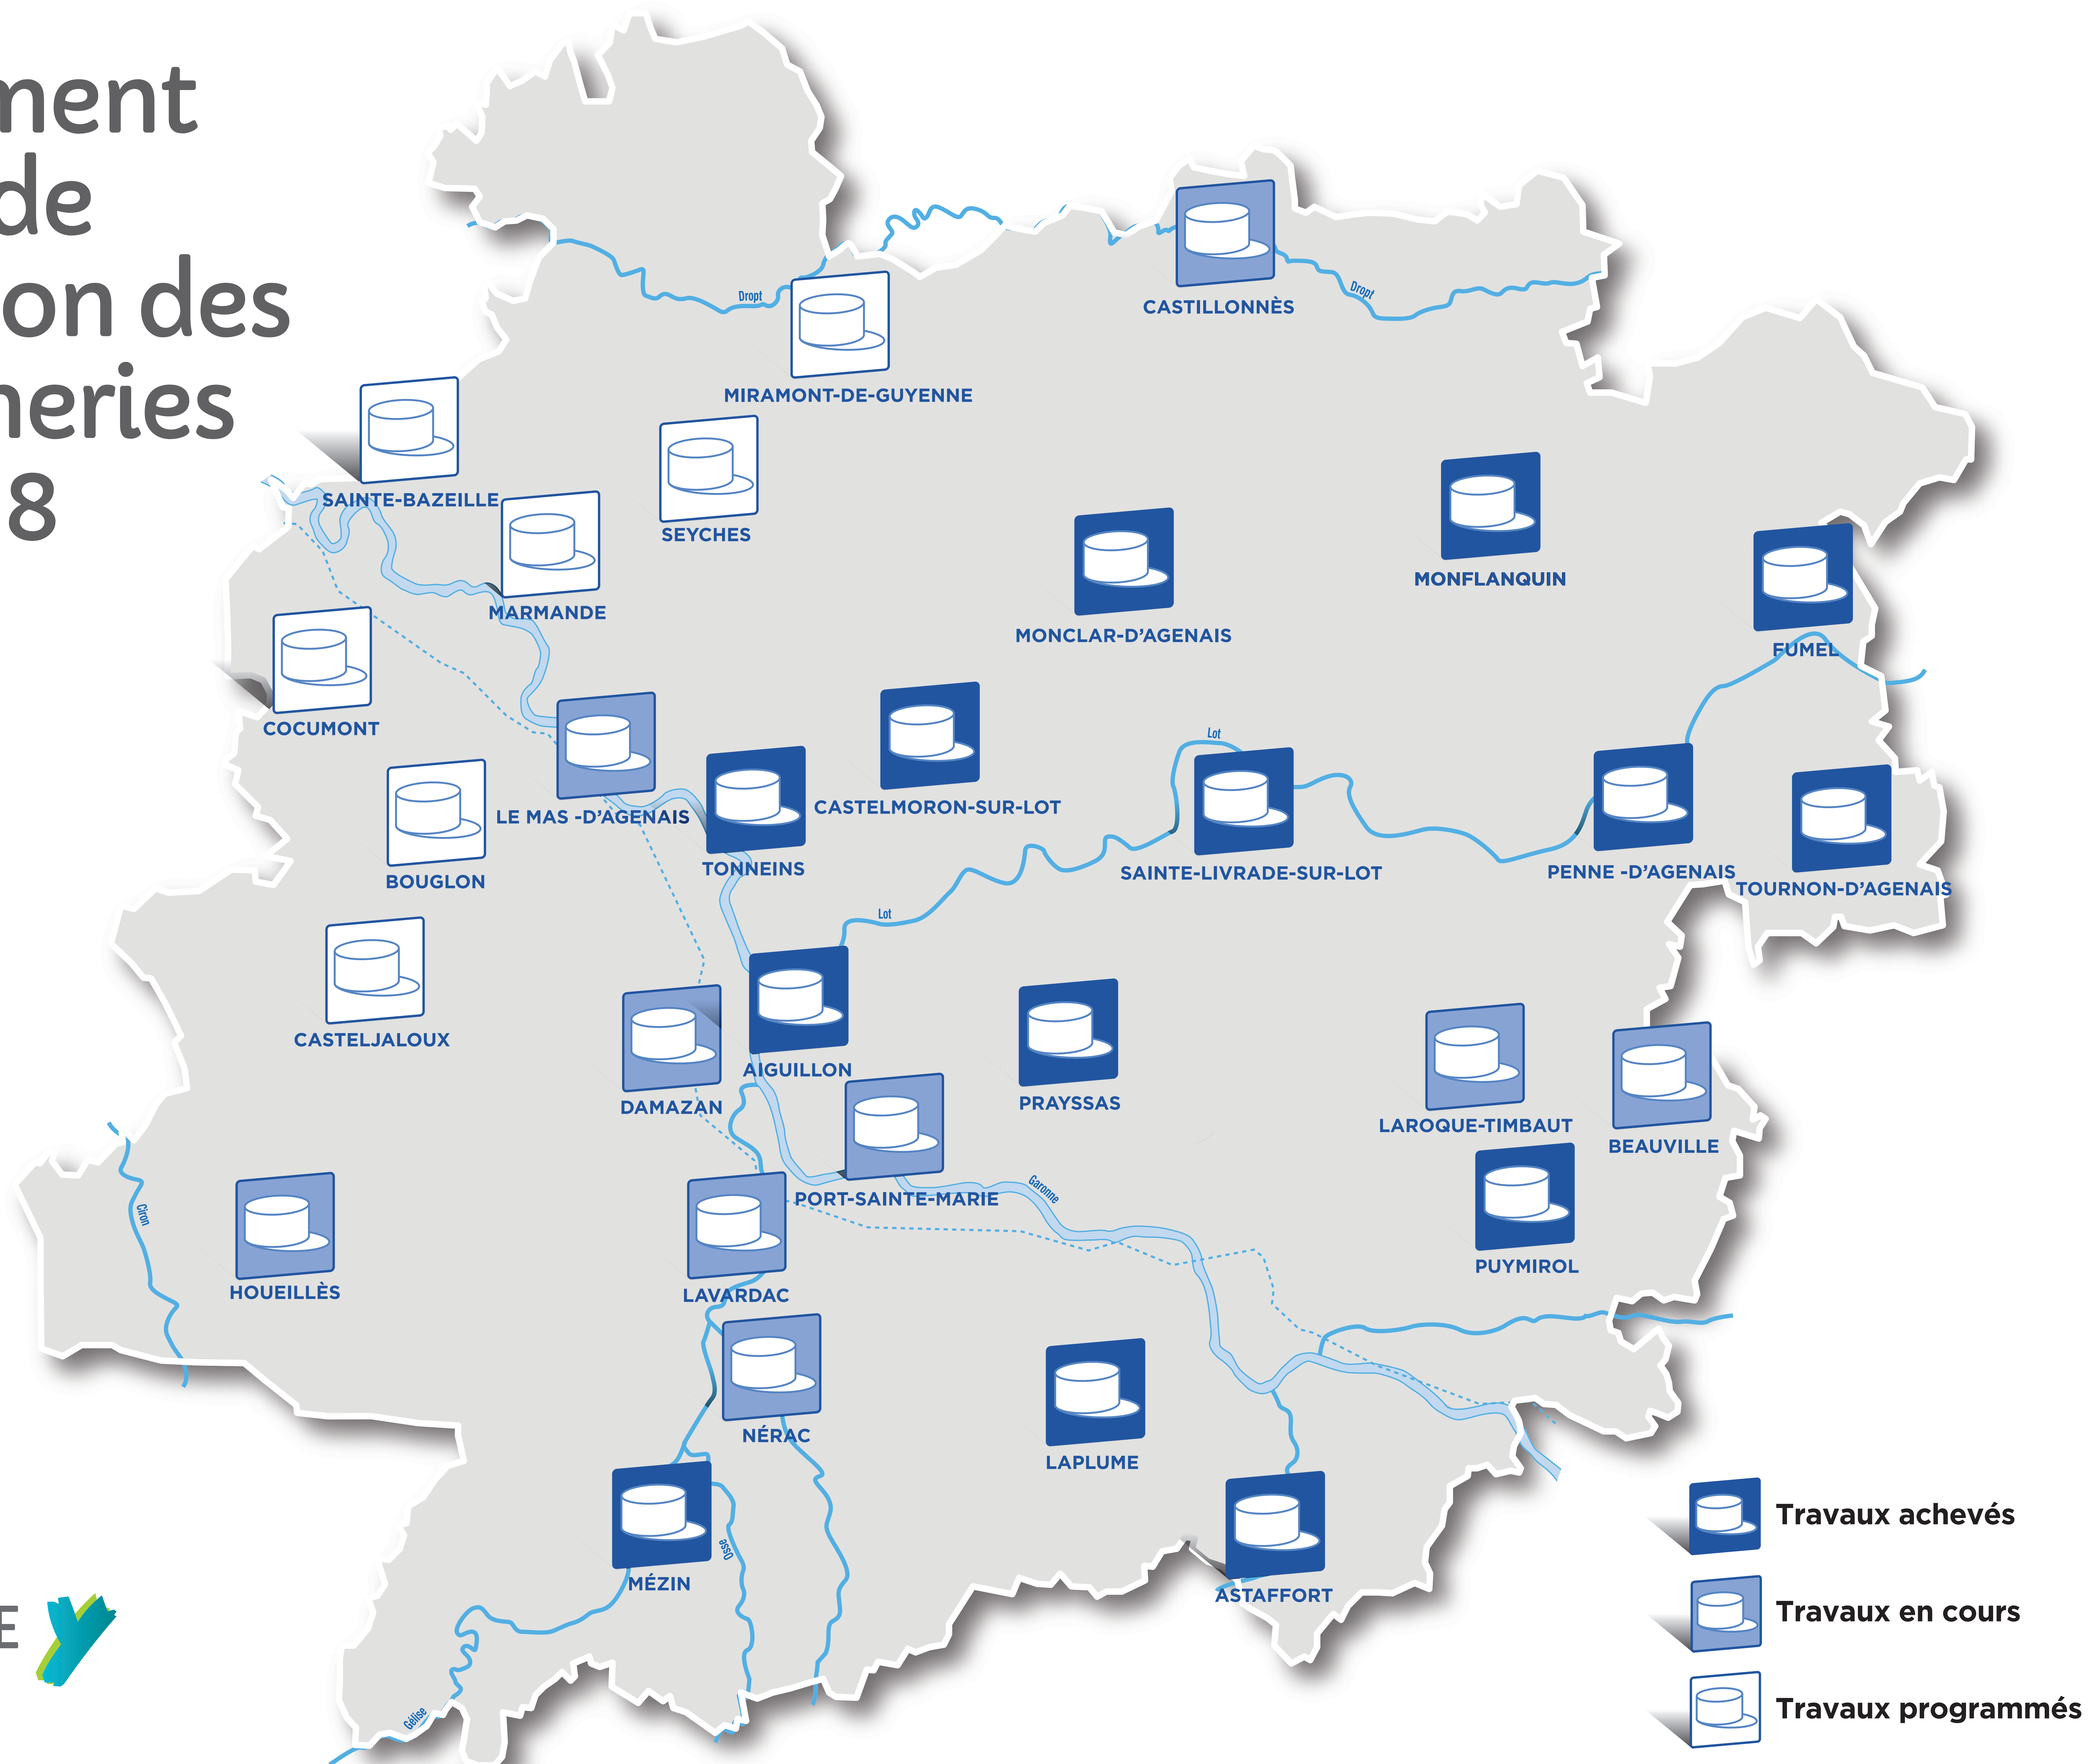 ment
de
on des
neries
8
Dropt
CASTILLONNÈS
Dropt
MIRAMONT-DE-GUYENNE
SAINTE-BAZEILLE
SEYCHES
MARMANDE
MONFLANQUIN
MONCLAR-D'AGENAIS
FUMEL
COCUMONT
Lot
LE MAS -D'AGENAIS
CASTELMORON-SUR-LOT
TONNEINS
SAINTE-LIVRADE-SUR-LOT
PENNE -D'AGENAIS
TOURNON-D'AGENAIS
BOUGLON
Lot
CASTELJALOUX
AIGUILLON
DAMAZAN
PRAYSSAS
LAROQUE-TIMBAUT
BEAUVILLE
PORT-SAINTE-MARIE
Garonne
Ciron
HOUEILLÈS
LAVARDAC
PUYMIROL
NÉRAC
LAPLUME
MÉZIN
Osse
ASTAFFORT
Gélise
E
Travaux achevés
Travaux en cours
Travaux programmés